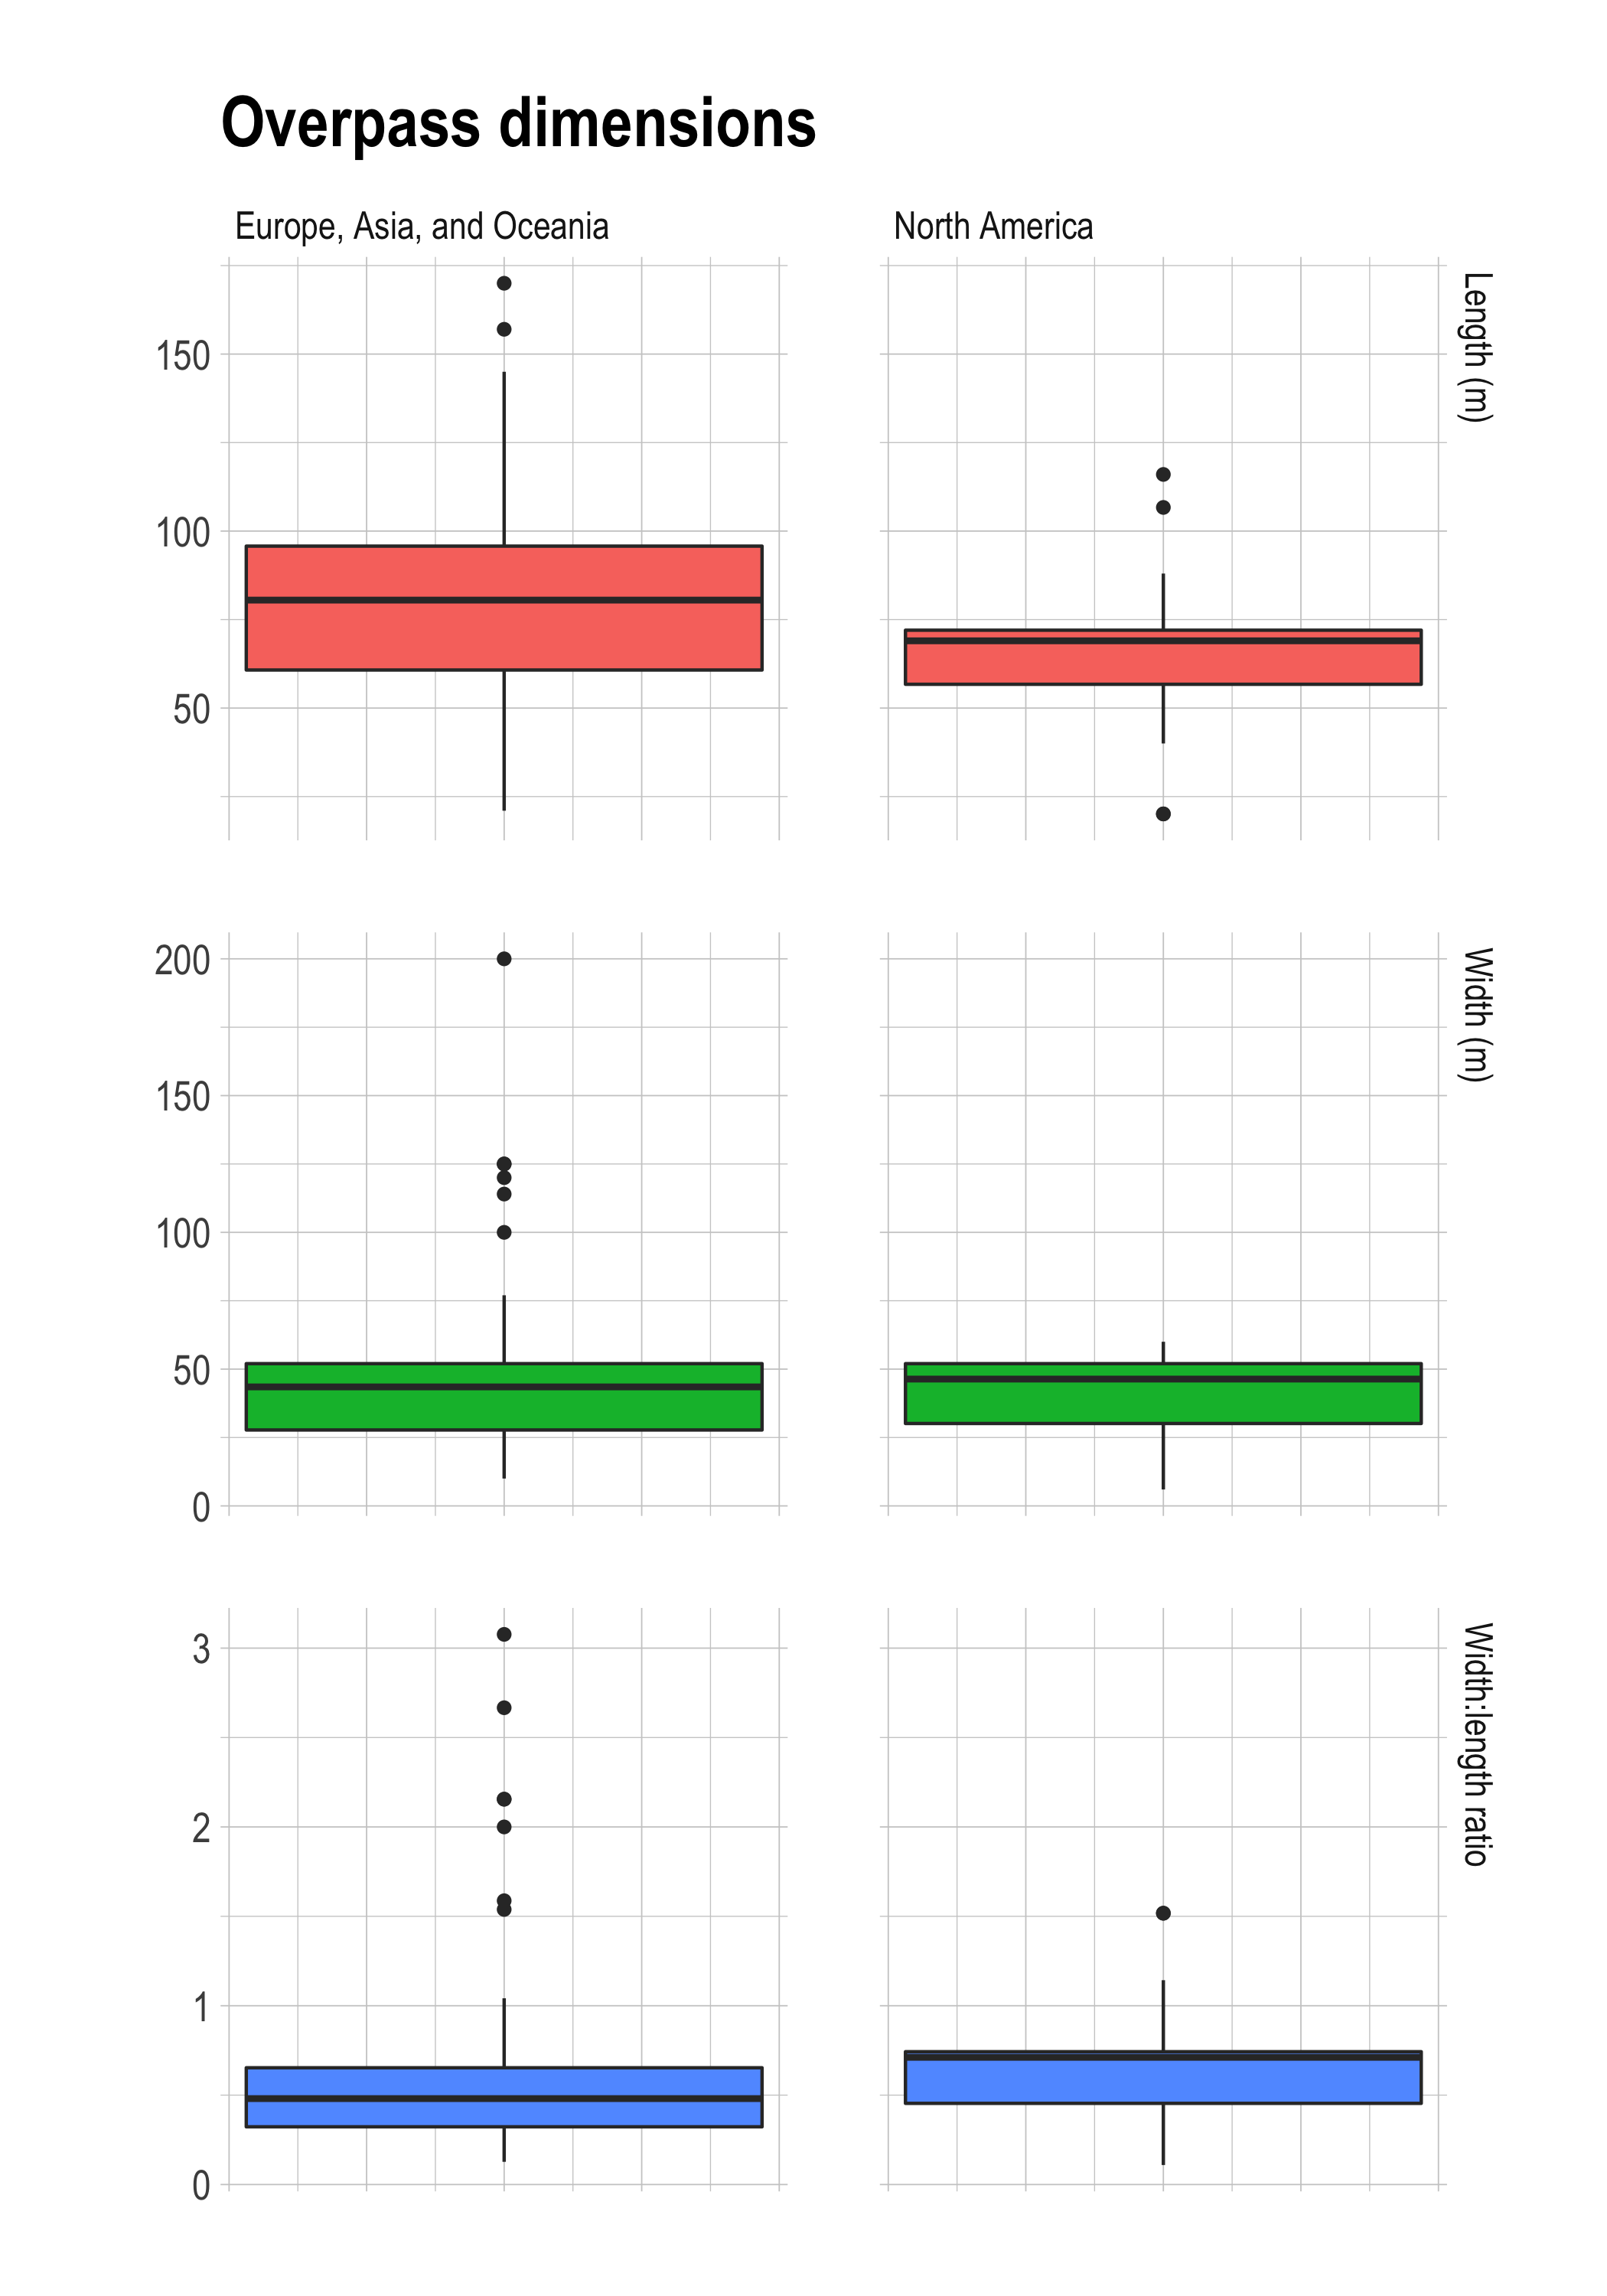 Overpass dimensions
Europe, Asia, and Oceania
North America
Length (m)
150
100
50
Width (m)
200
150
100
50
0
Width:length ratio
3
2
1
0